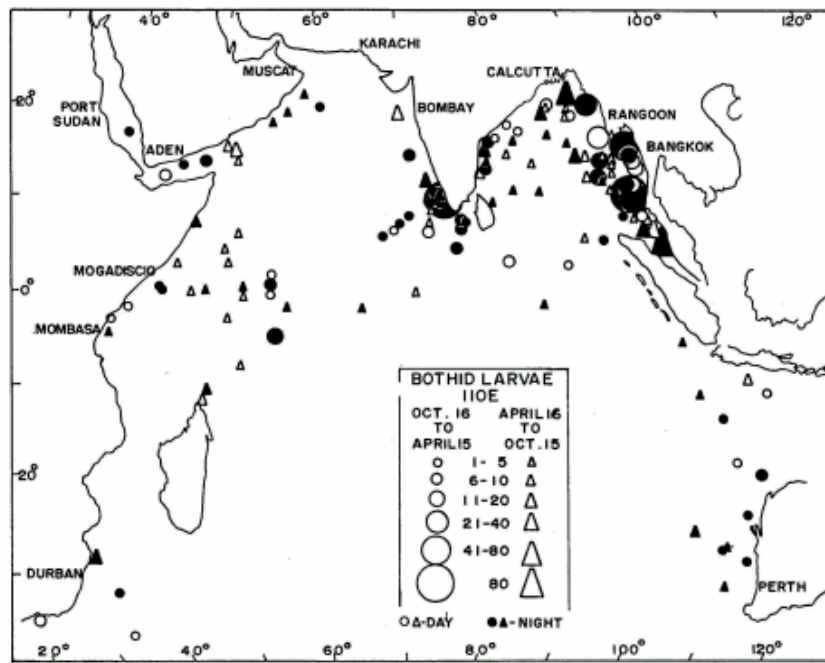 40° 60° 80° 100° 120
KARACHI
MUSCAT
CALCUTTA
20° PORT SUDAN BOMBAY RANGOON
ADEN BANGKOK
MOGADISCIO
0°
MOMBASA
BOTHID LARVAE
IIOE
OCT. 16 APRIL 16
TO TO
APRIL 15 OCT. 15
1- 5
6-10
11-20
20° 21-40
41-80
DURBAN 80 PERTH
DAY NIGHT
20° 40° 60° 80° 100° 120